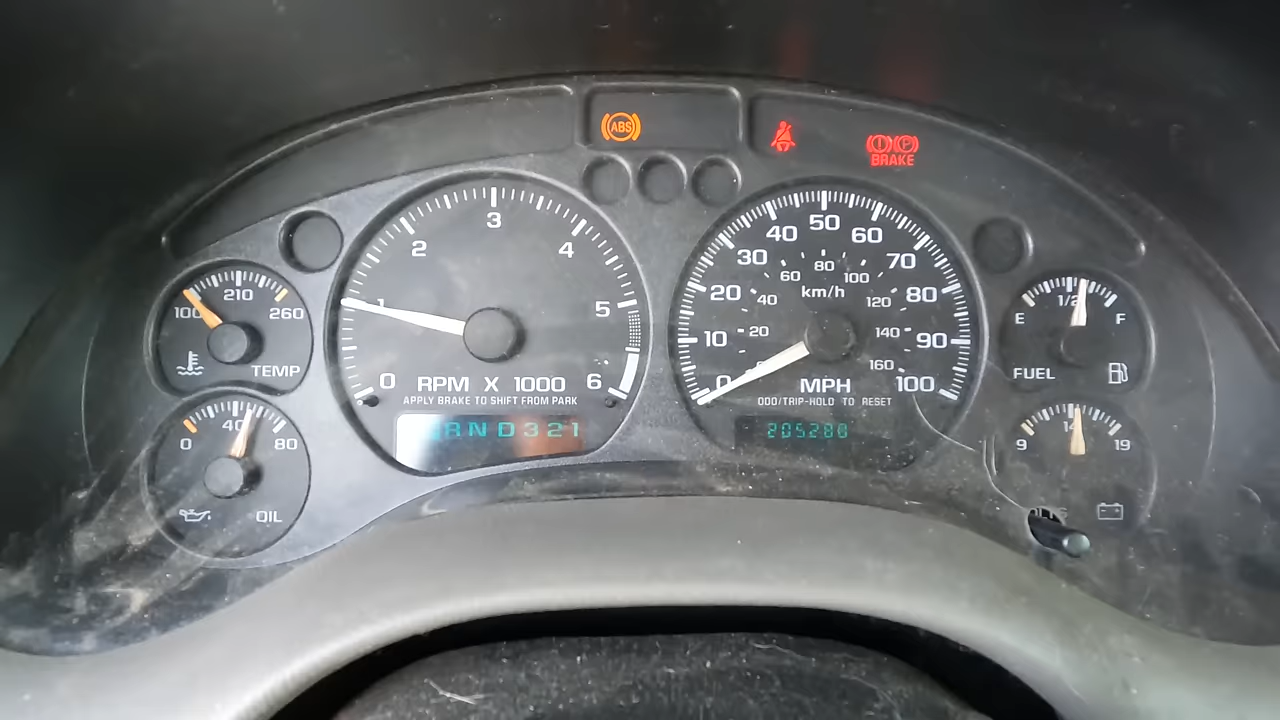 ABS
BRAKE
P
100 210 260
TEMP
0 40 80
OIL
0 1 2 3 4 5 6
RPM X 1000
APPLY BRAKE TO SHIFT FROM PARK
RND321
0 10 20 30 40 50 60 70 80 90 100
20 40 60 80 100 120 140 160
km/h
MPH
ODO/TRIP-HOLD TO RESET
205280
E 1/2 F
FUEL
9 14 19